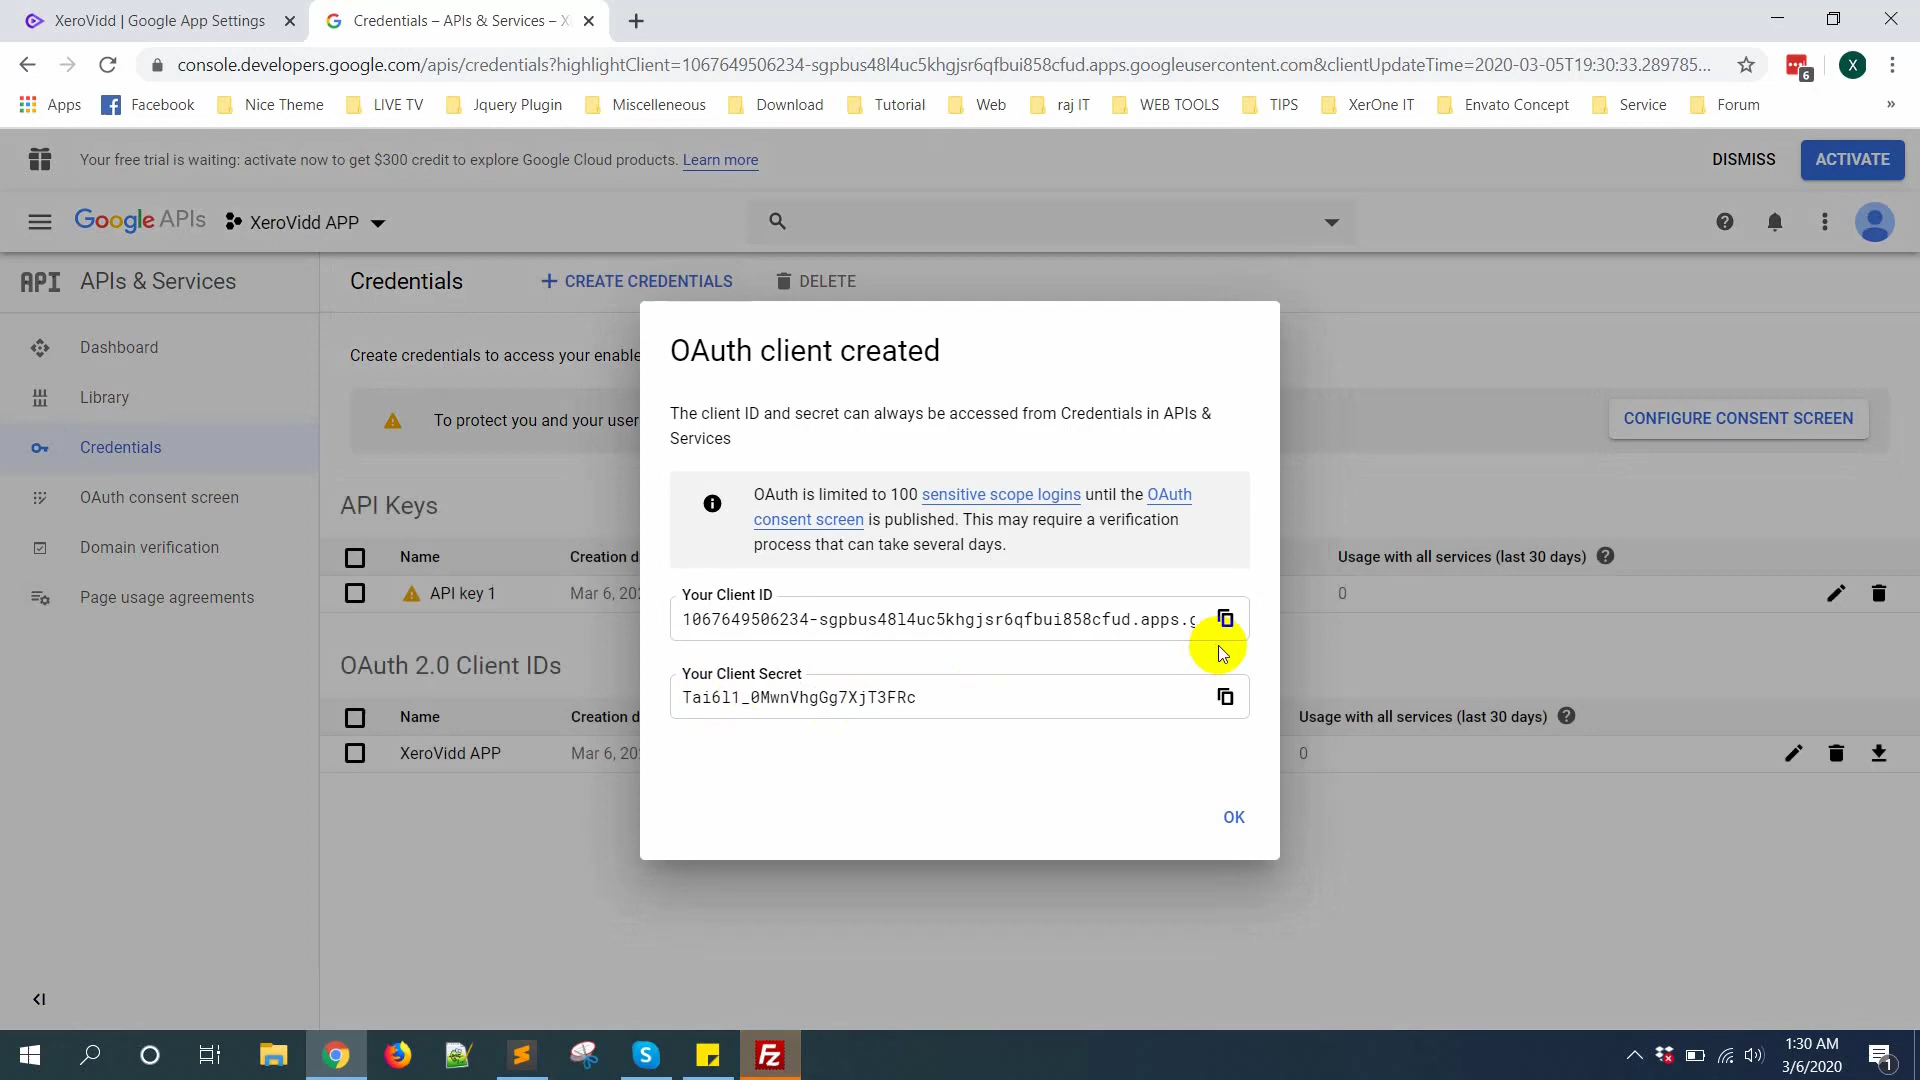 XeroVidd | Google App Settings
Credentials – APIs & Services – X
console.developers.google.com/apis/credentials?highlightClient=1067649506234-sgpbus48l4uc5khgjsr6qfbui858cfud.apps.googleusercontent.com&clientUpdateTime=2020-03-05T19:30:33.289785...
6
X
Apps
Facebook
Nice Theme
LIVE TV
Jquery Plugin
Miscelleneous
Download
Tutorial
Web
raj IT
WEB TOOLS
TIPS
XerOne IT
Envato Concept
Service
Forum
»
Your free trial is waiting: activate now to get $300 credit to explore Google Cloud products. Learn more
DISMISS
ACTIVATE
Google APIs
XeroVidd APP
API APIs & Services
Credentials
+ CREATE CREDENTIALS
DELETE
Dashboard
Library
Credentials
OAuth consent screen
Domain verification
Page usage agreements
Create credentials to access your enable
To protect you and your user
CONFIGURE CONSENT SCREEN
API Keys
Name
Creation d
Usage with all services (last 30 days)
API key 1
Mar 6, 20
0
OAuth 2.0 Client IDs
Name
Creation d
Usage with all services (last 30 days)
XeroVidd APP
Mar 6, 20
0
OAuth client created
The client ID and secret can always be accessed from Credentials in APIs &
Services
OAuth is limited to 100 sensitive scope logins until the OAuth
consent screen is published. This may require a verification
process that can take several days.
Your Client ID
1067649506234-sgpbus48l4uc5khgjsr6qfbui858cfud.apps.g
Your Client Secret
Tai6l1_0MwnVhgGg7XjT3FRc
OK
1:30 AM
3/6/2020
1